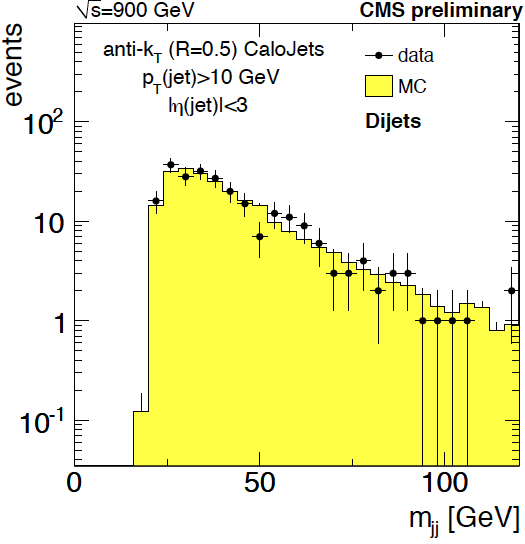 √s=900 GeV CMS preliminary
anti-kT (R=0.5) CaloJets
pT(jet)>10 GeV
|η(jet)|<3
data
MC
Dijets
events
10²
10
1
10⁻¹
0 50 100
mjj [GeV]